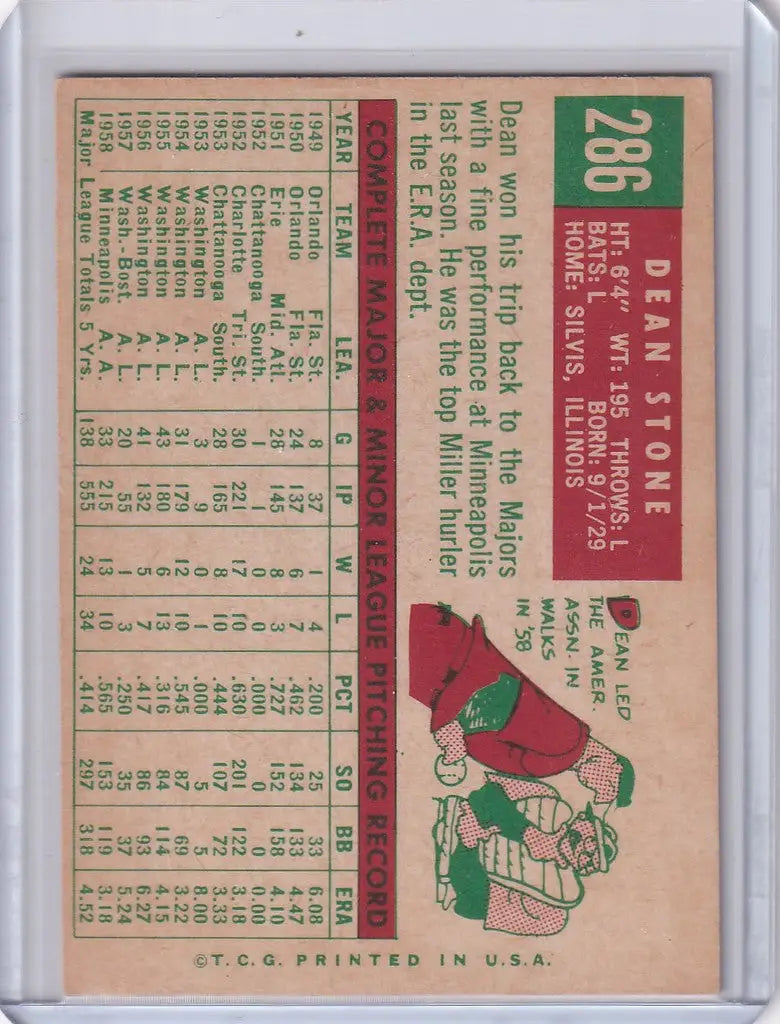 286
DEAN STONE
HT: 6'4" WT: 195 THROWS: L
BATS: L BORN: 9/1/29
HOME: SILVIS, ILLINOIS
Dean won his trip back to the Majors
with a fine performance at Minneapolis
last season. He was the top Miller hurler
in the E.R.A. dept.
DEAN LED
THE AMER.
ASSN. IN
WALKS
IN '58
COMPLETE MAJOR & MINOR LEAGUE PITCHING RECORD
YEAR TEAM LEA. G IP W L PCT SO BB ERA
1949 Orlando Fla. St. 8 37 1 4 .200 25 33 6.08
1950 Orlando Fla. St. 24 137 6 7 .462 134 133 4.47
1951 Erie Mid. Atl. 28 145 8 3 .727 152 158 4.10
1952 Chattanooga South. 1 1 0 0 .000 0 0 0.00
1952 Charlotte Tri. St. 30 221 17 10 .630 201 122 3.18
1953 Chattanooga South. 28 165 8 10 .444 107 72 3.33
1953 Washington A. L. 3 9 0 1 .000 5 5 8.00
1954 Washington A. L. 31 179 12 10 .545 87 69 3.22
1955 Washington A. L. 43 180 6 13 .316 84 114 4.15
1956 Washington A. L. 41 132 5 7 .417 86 93 6.27
1957 Wash.-Bost. A. L. 20 55 1 3 .250 35 37 5.24
1958 Minneapolis A. A. 33 215 13 10 .565 153 119 3.18
Major League Totals 5 Yrs. 138 555 24 34 .414 297 318 4.52
©T.C.G. PRINTED IN U.S.A.